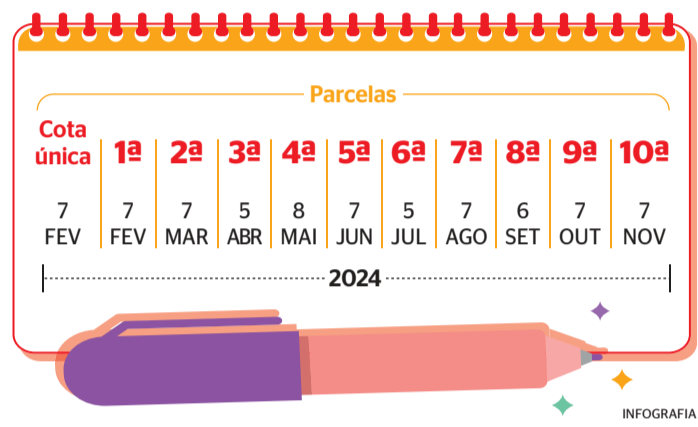 Parcelas
Cota única 1ª 2ª 3ª 4ª 5ª 6ª 7ª 8ª 9ª 10ª
7 7 7 5 8 7 5 7 6 7 7
FEV FEV MAR ABR MAI JUN JUL AGO SET OUT NOV
2024
INFOGRAFIA